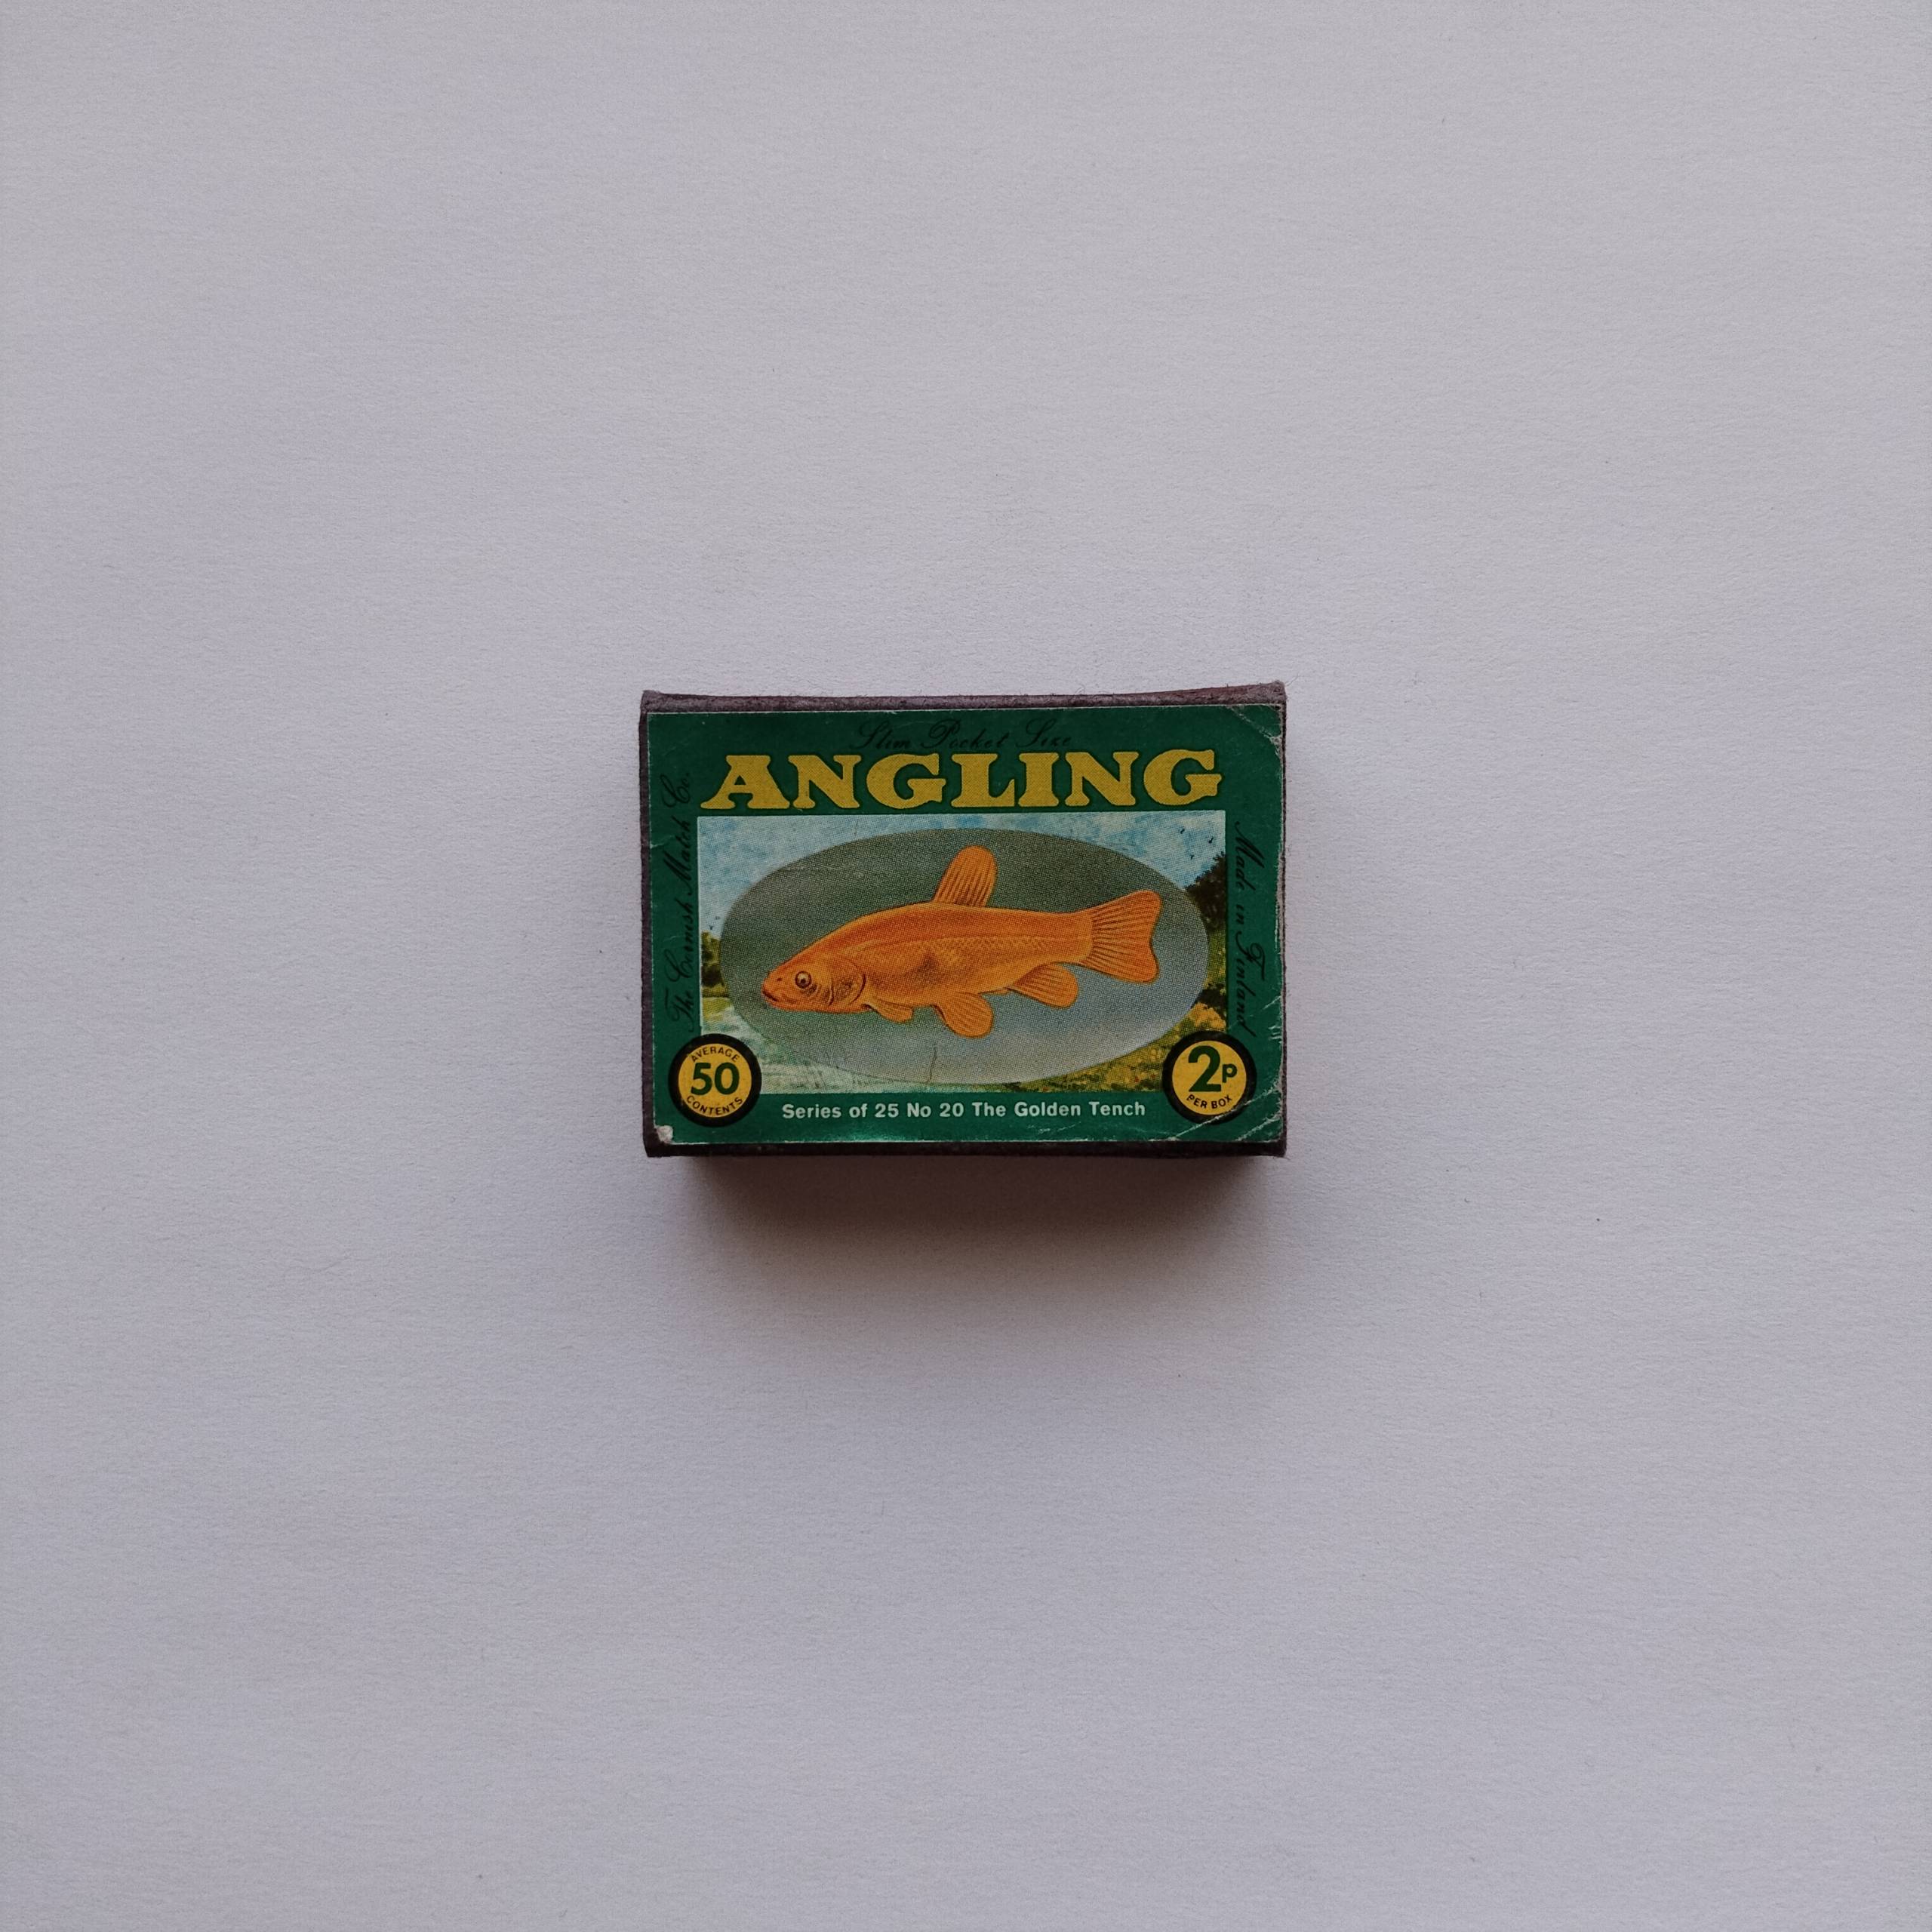 Slim Pocket Size
ANGLING
The Cornish Match Co.
Made in Finland
AVERAGE
50
CONTENTS
2P
PER BOX
Series of 25 No 20 The Golden Tench